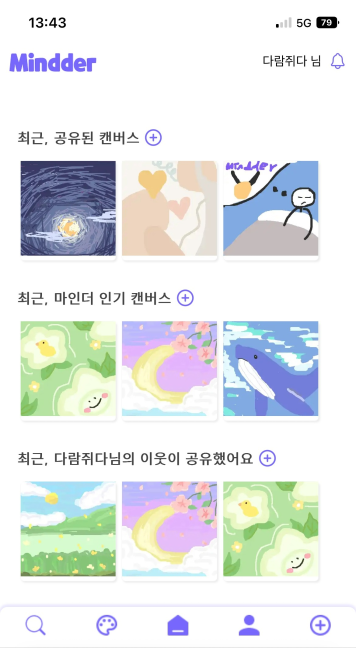 13:43
5G
79
Mindder
다람쥐다 님
최근, 공유된 캔버스
Mindder
최근, 마인더 인기 캔버스
최근, 다람쥐다님의 이웃이 공유했어요